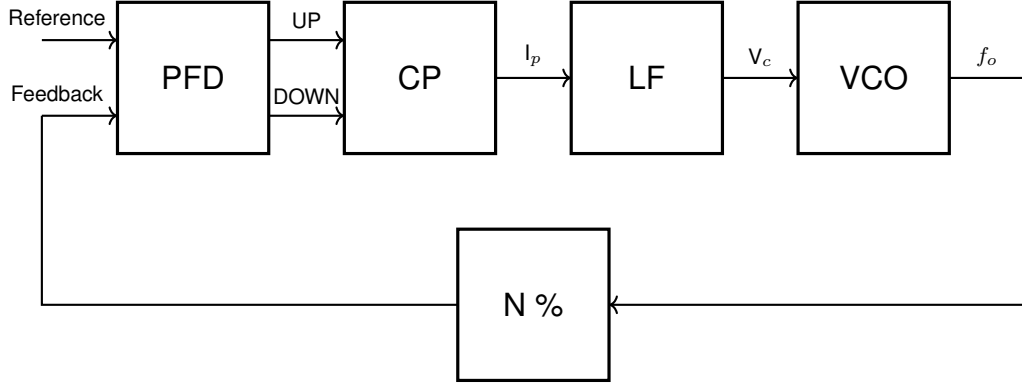 Reference
UP
PFD
CP
I_p
LF
V_c
VCO
f_o
Feedback
DOWN
N %